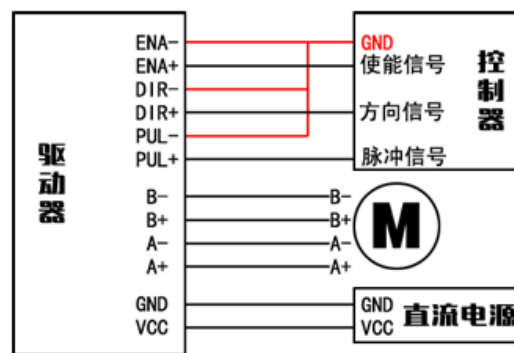 驱动器
ENA-
ENA+
DIR-
DIR+
PUL-
PUL+
B-
B+
A-
A+
GND
VCC
GND
使能信号
方向信号
脉冲信号
控制器
B-
B+
A-
A+
M
GND
VCC
直流电源